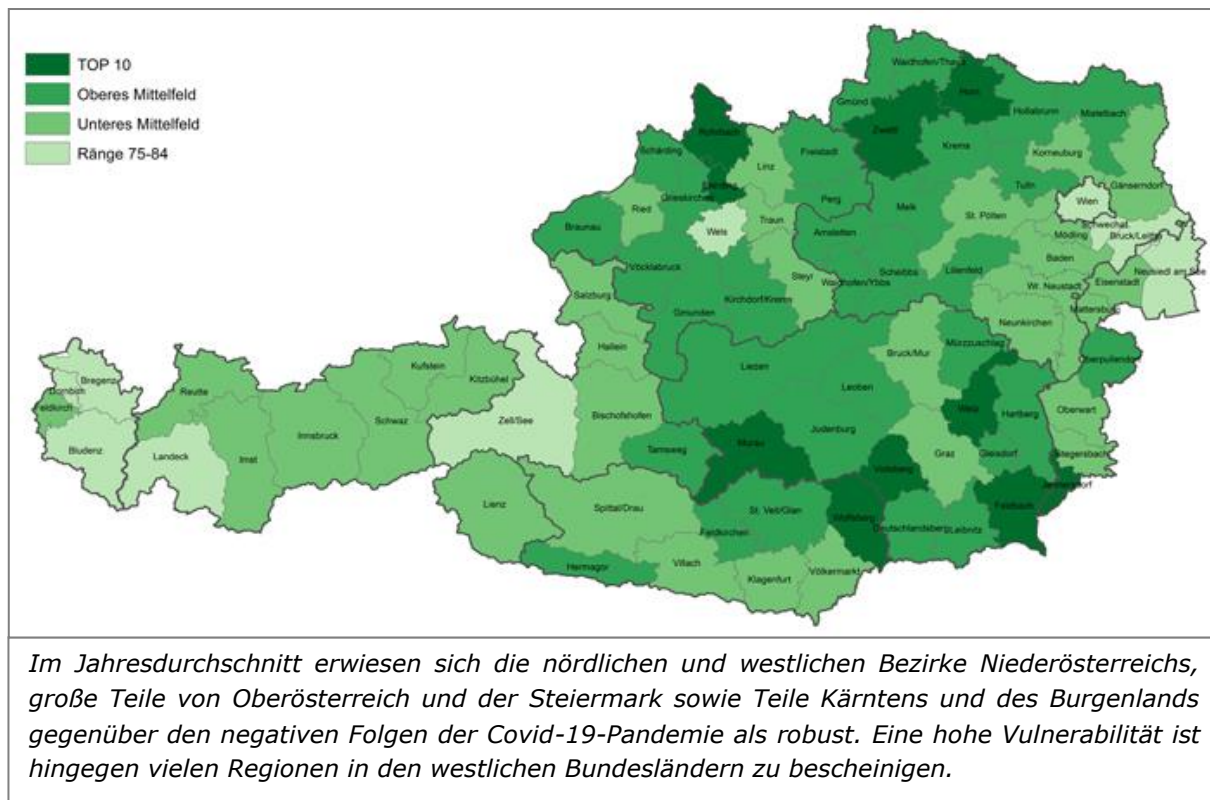 TOP 10
Oberes Mittelfeld
Unteres Mittelfeld
Ränge 75-84
Waidhofen/Thaya
Horn
Gmünd
Hollabrunn
Mistelbach
Zwettl
Rohrbach
Schärding
Linz
Freistadt
Krems
Korneuburg
Eferding
Grieskirchen
Tulln
Gänserndorf
Perg
Melk
Wien
Ried
Traun
St. Pölten
Schwechat
Braunau
Wels
Amstetten
Mödling
Bruck/Leitha
Baden
Vöcklabruck
Steyr
Scheibbs
Lilienfeld
Neusiedl am See
Waidhofen/Ybbs
Eisenstadt
Wr. Neustadt
Salzburg
Kirchdorf/Krems
Mattersburg
Gmunden
Neunkirchen
Hallein
Bruck/Mur
Mürzzuschlag
Oberpullendorf
Kufstein
Liezen
Bregenz
Kitzbühel
Leoben
Dornbirn
Reutte
Feldkirch
Weiz
Hartberg
Oberwart
Schwaz
Zell/See
Bischofshofen
Innsbruck
Judenburg
Bludenz
Landeck
Imst
Tamsweg
Murau
Graz
Gleisdorf
Stegersbach
Voitsberg
Jennersdorf
Lienz
Spittal/Drau
St. Veit/Glan
Wolfsberg
Feldbach
Feldkirchen
Deutschlandsberg
Leibnitz
Hermagor
Villach
Klagenfurt
Völkermarkt
Im Jahresdurchschnitt erwiesen sich die nördlichen und westlichen Bezirke Niederösterreichs,
große Teile von Oberösterreich und der Steiermark sowie Teile Kärntens und des Burgenlands
gegenüber den negativen Folgen der Covid-19-Pandemie als robust. Eine hohe Vulnerabilität ist
hingegen vielen Regionen in den westlichen Bundesländern zu bescheinigen.